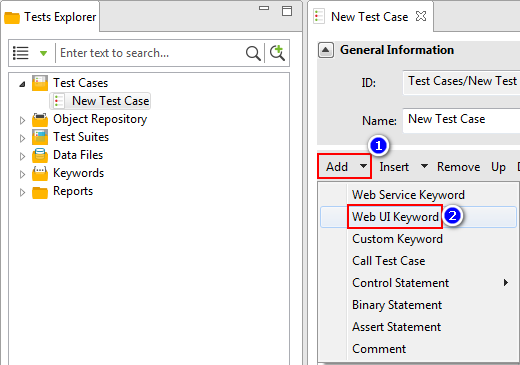 Tests Explorer
Enter text to search...
Test Cases
New Test Case
Object Repository
Test Suites
Data Files
Keywords
Reports
New Test Case
General Information
ID: Test Cases/New Test
Name: New Test Case
1
Add Insert Remove Up D
Web Service Keyword
Web UI Keyword 2
Custom Keyword
Call Test Case
Control Statement
Binary Statement
Assert Statement
Comment